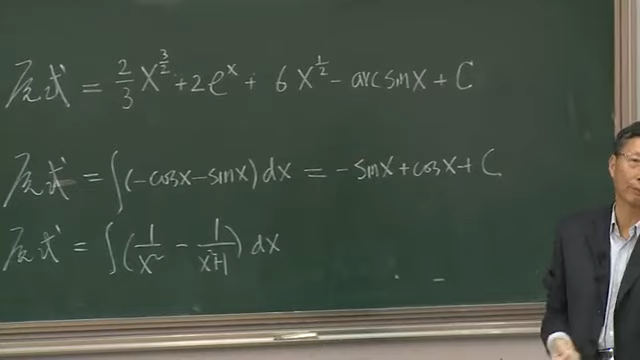 原式 = 2/3 x^(3/2) + 2e^x + 6x^(1/2) - arcsinx + C
原式 = ∫(-cosx-sinx)dx = -sinx+cosx+C
原式 = ∫(1/x² - 1/(x²+1))dx